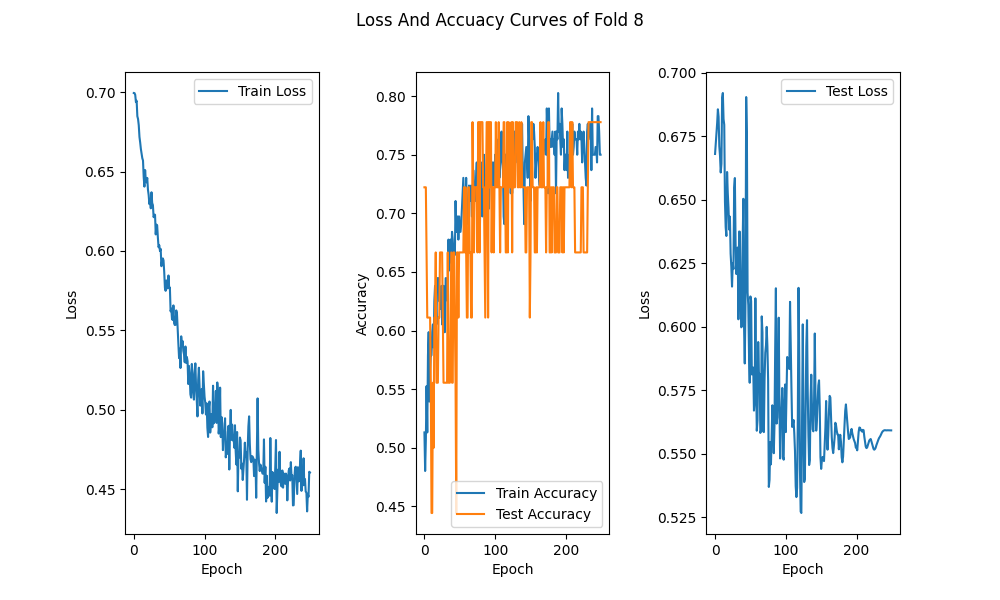 Loss And Accuacy Curves of Fold 8
Train Loss
0.70
0.65
0.60
0.55
0.50
0.45
Loss
0 100 200
Epoch
0.80
0.75
0.70
0.65
0.60
0.55
0.50
0.45
Accuracy
Train Accuracy
Test Accuracy
0 100 200
Epoch
Test Loss
0.700
0.675
0.650
0.625
0.600
0.575
0.550
0.525
Loss
0 100 200
Epoch